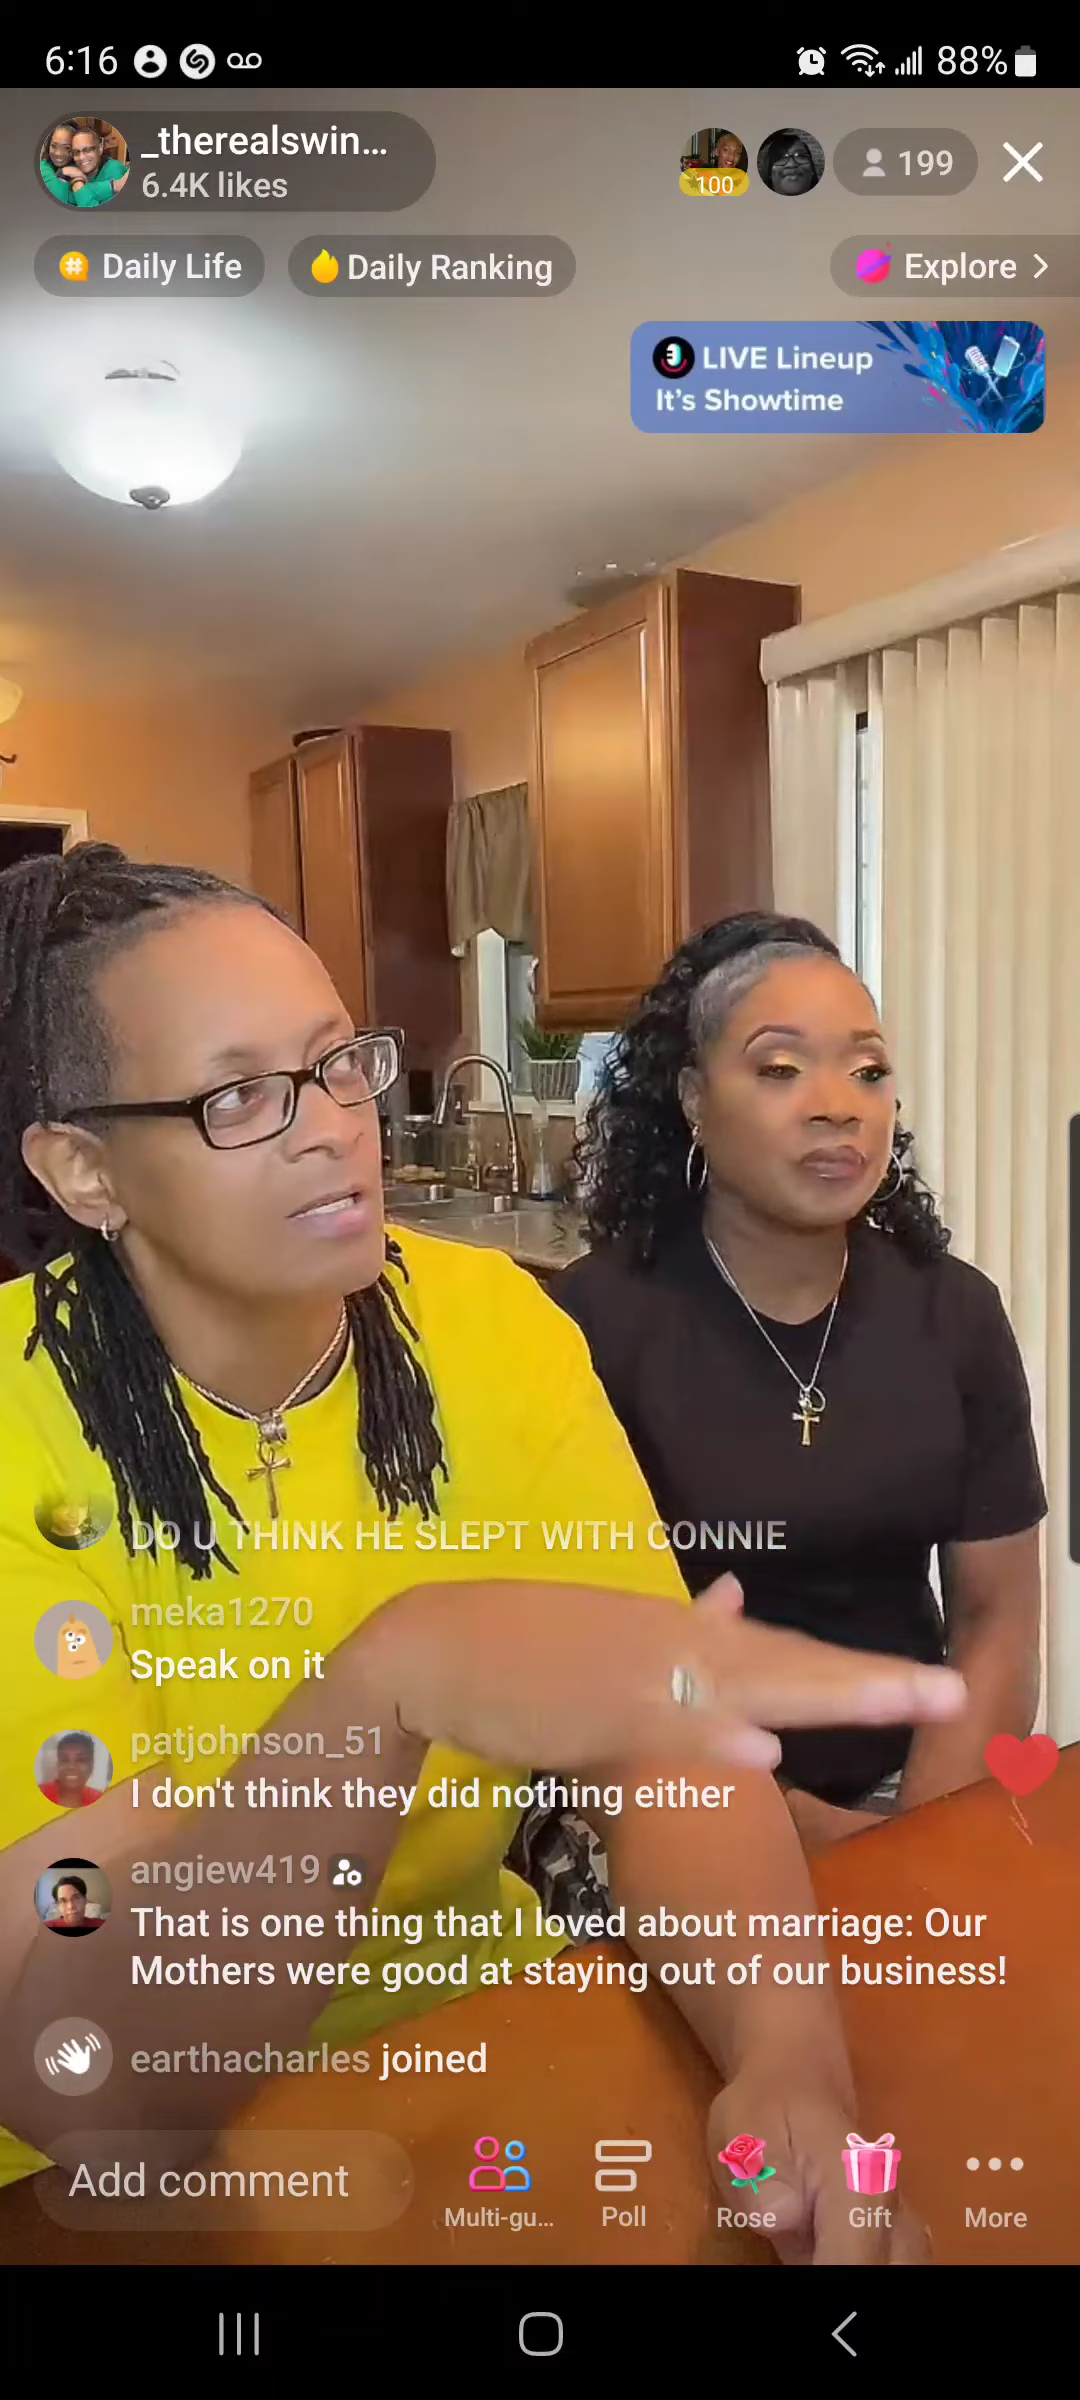 6:16
88%
_therealswin...
6.4K likes
100
199
Daily Life
Daily Ranking
Explore
LIVE Lineup
It's Showtime
DO U THINK HE SLEPT WITH CONNIE
meka1270
Speak on it
patjohnson_51
I don't think they did nothing either
angiew419
That is one thing that I loved about marriage: Our
Mothers were good at staying out of our business!
earthacharles joined
Add comment
Multi-gu...
Poll
Rose
Gift
More